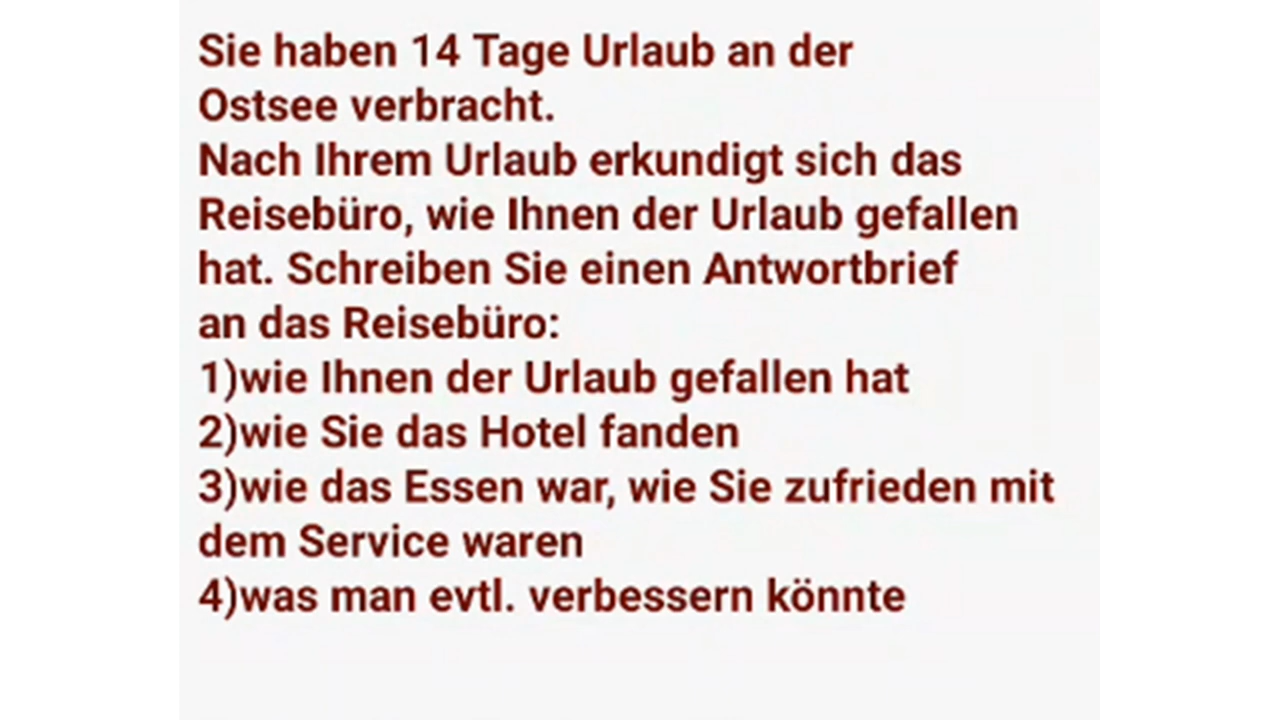 Sie haben 14 Tage Urlaub an der
Ostsee verbracht.
Nach Ihrem Urlaub erkundigt sich das
Reisebüro, wie Ihnen der Urlaub gefallen
hat. Schreiben Sie einen Antwortbrief
an das Reisebüro:
1)wie Ihnen der Urlaub gefallen hat
2)wie Sie das Hotel fanden
3)wie das Essen war, wie Sie zufrieden mit
dem Service waren
4)was man evtl. verbessern könnte